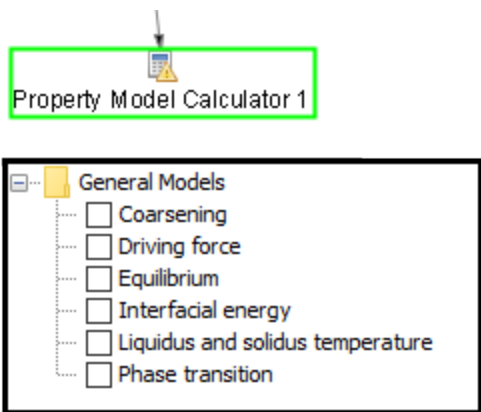 Property Model Calculator 1
General Models
Coarsening
Driving force
Equilibrium
Interfacial energy
Liquidus and solidus temperature
Phase transition